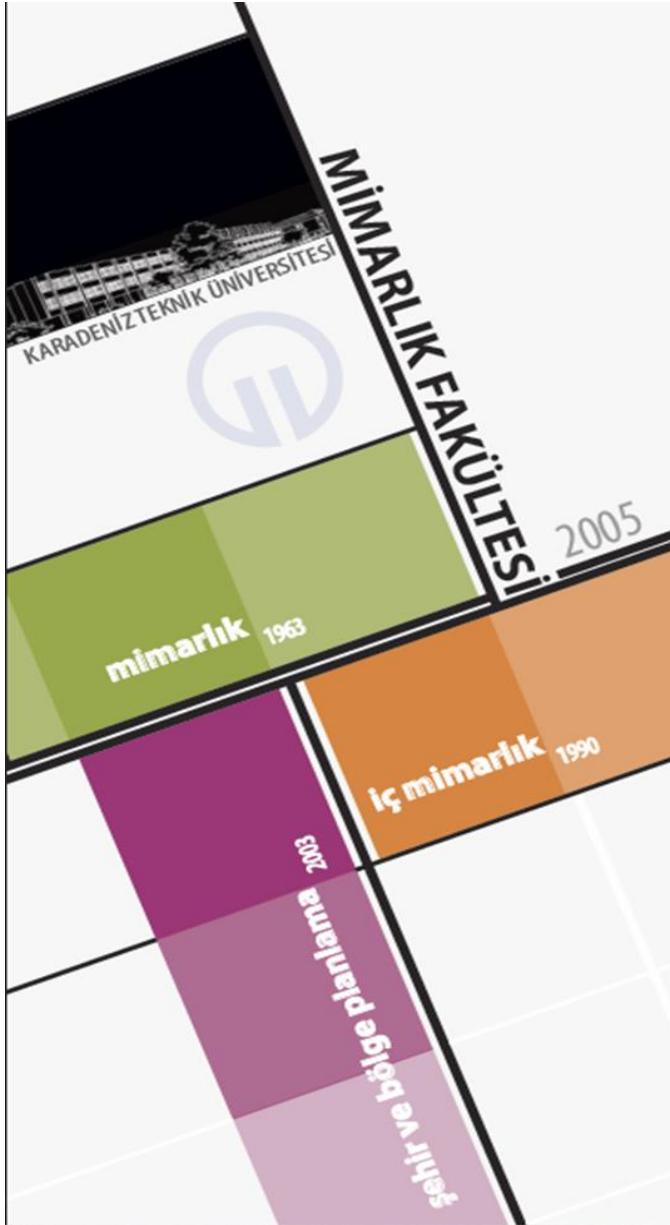 KARADENİZ TEKNİK ÜNİVERSİTESİ
MİMARLIK FAKÜLTESİ
2005
mimarlık 1963
iç mimarlık 1990
şehir ve bölge planlama 2003